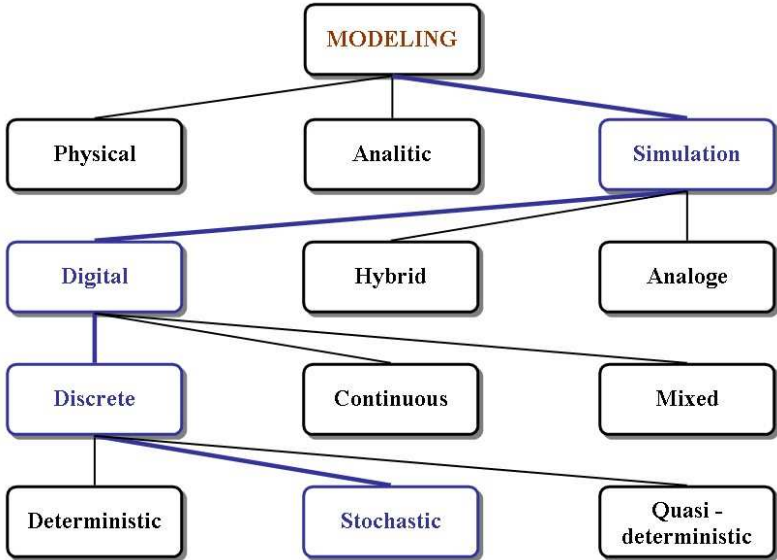 MODELING
Physical
Analitic
Simulation
Digital
Hybrid
Analoge
Discrete
Continuous
Mixed
Deterministic
Stochastic
Quasi -
deterministic